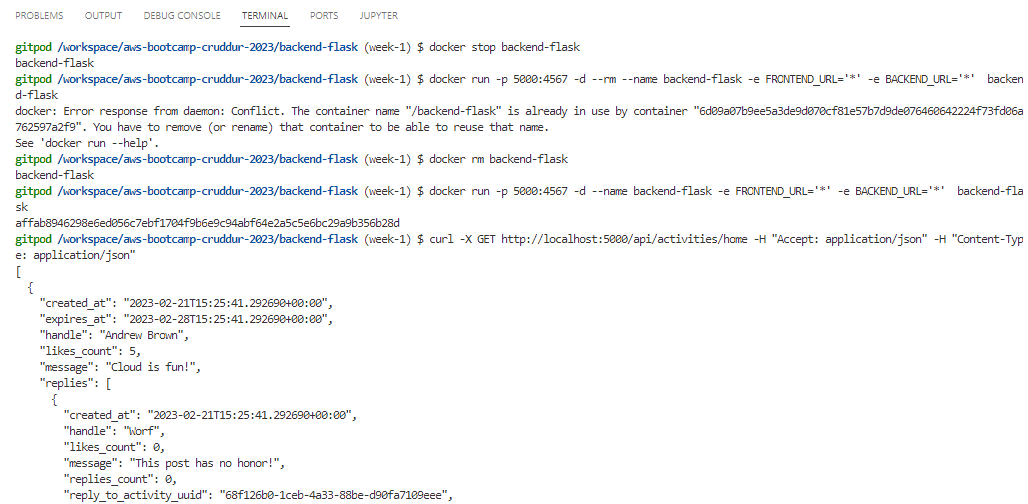 PROBLEMS OUTPUT DEBUG CONSOLE TERMINAL PORTS JUPYTER
gitpod /workspace/aws-bootcamp-cruddur-2023/backend-flask (week-1) $ docker stop backend-flask
backend-flask
gitpod /workspace/aws-bootcamp-cruddur-2023/backend-flask (week-1) $ docker run -p 5000:4567 -d --rm --name backend-flask -e FRONTEND_URL='*' -e BACKEND_URL='*'  backen
d-flask
docker: Error response from daemon: Conflict. The container name "/backend-flask" is already in use by container "6d09a07b9ee5a3de9d070cf81e57b7d9de076460642224f73fd06a
762597a2f9". You have to remove (or rename) that container to be able to reuse that name.
See 'docker run --help'.
gitpod /workspace/aws-bootcamp-cruddur-2023/backend-flask (week-1) $ docker rm backend-flask
backend-flask
gitpod /workspace/aws-bootcamp-cruddur-2023/backend-flask (week-1) $ docker run -p 5000:4567 -d --name backend-flask -e FRONTEND_URL='*' -e BACKEND_URL='*'  backend-fla
sk
affab8946298e6ed056c7ebf1704f9b6e9c94abf64e2a5c5e6bc29a9b356b28d
gitpod /workspace/aws-bootcamp-cruddur-2023/backend-flask (week-1) $ curl -X GET http://localhost:5000/api/activities/home -H "Accept: application/json" -H "Content-Typ
e: application/json"
[
  {
    "created_at": "2023-02-21T15:25:41.292690+00:00",
    "expires_at": "2023-02-28T15:25:41.292690+00:00",
    "handle": "Andrew Brown",
    "likes_count": 5,
    "message": "Cloud is fun!",
    "replies": [
      {
        "created_at": "2023-02-21T15:25:41.292690+00:00",
        "handle": "Worf",
        "likes_count": 0,
        "message": "This post has no honor!",
        "replies_count": 0,
        "reply_to_activity_uuid": "68f126b0-1ceb-4a33-88be-d90fa7109eee",